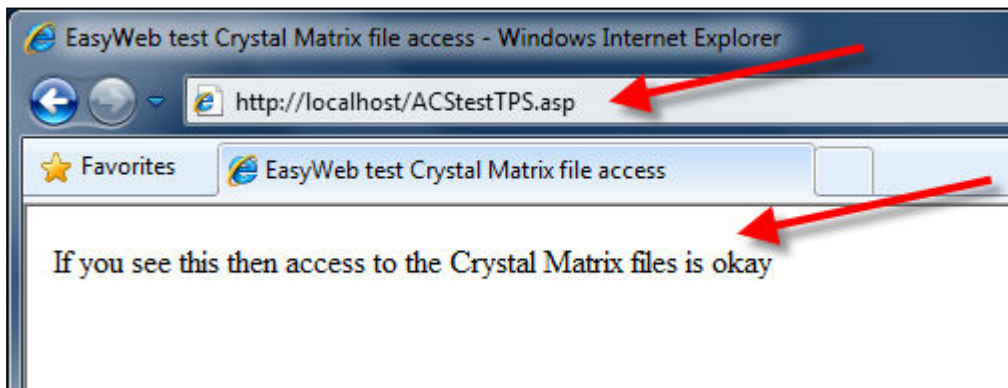 EasyWeb test Crystal Matrix file access - Windows Internet Explorer
http://localhost/ACStestTPS.asp
Favorites
EasyWeb test Crystal Matrix file access
If you see this then access to the Crystal Matrix files is okay